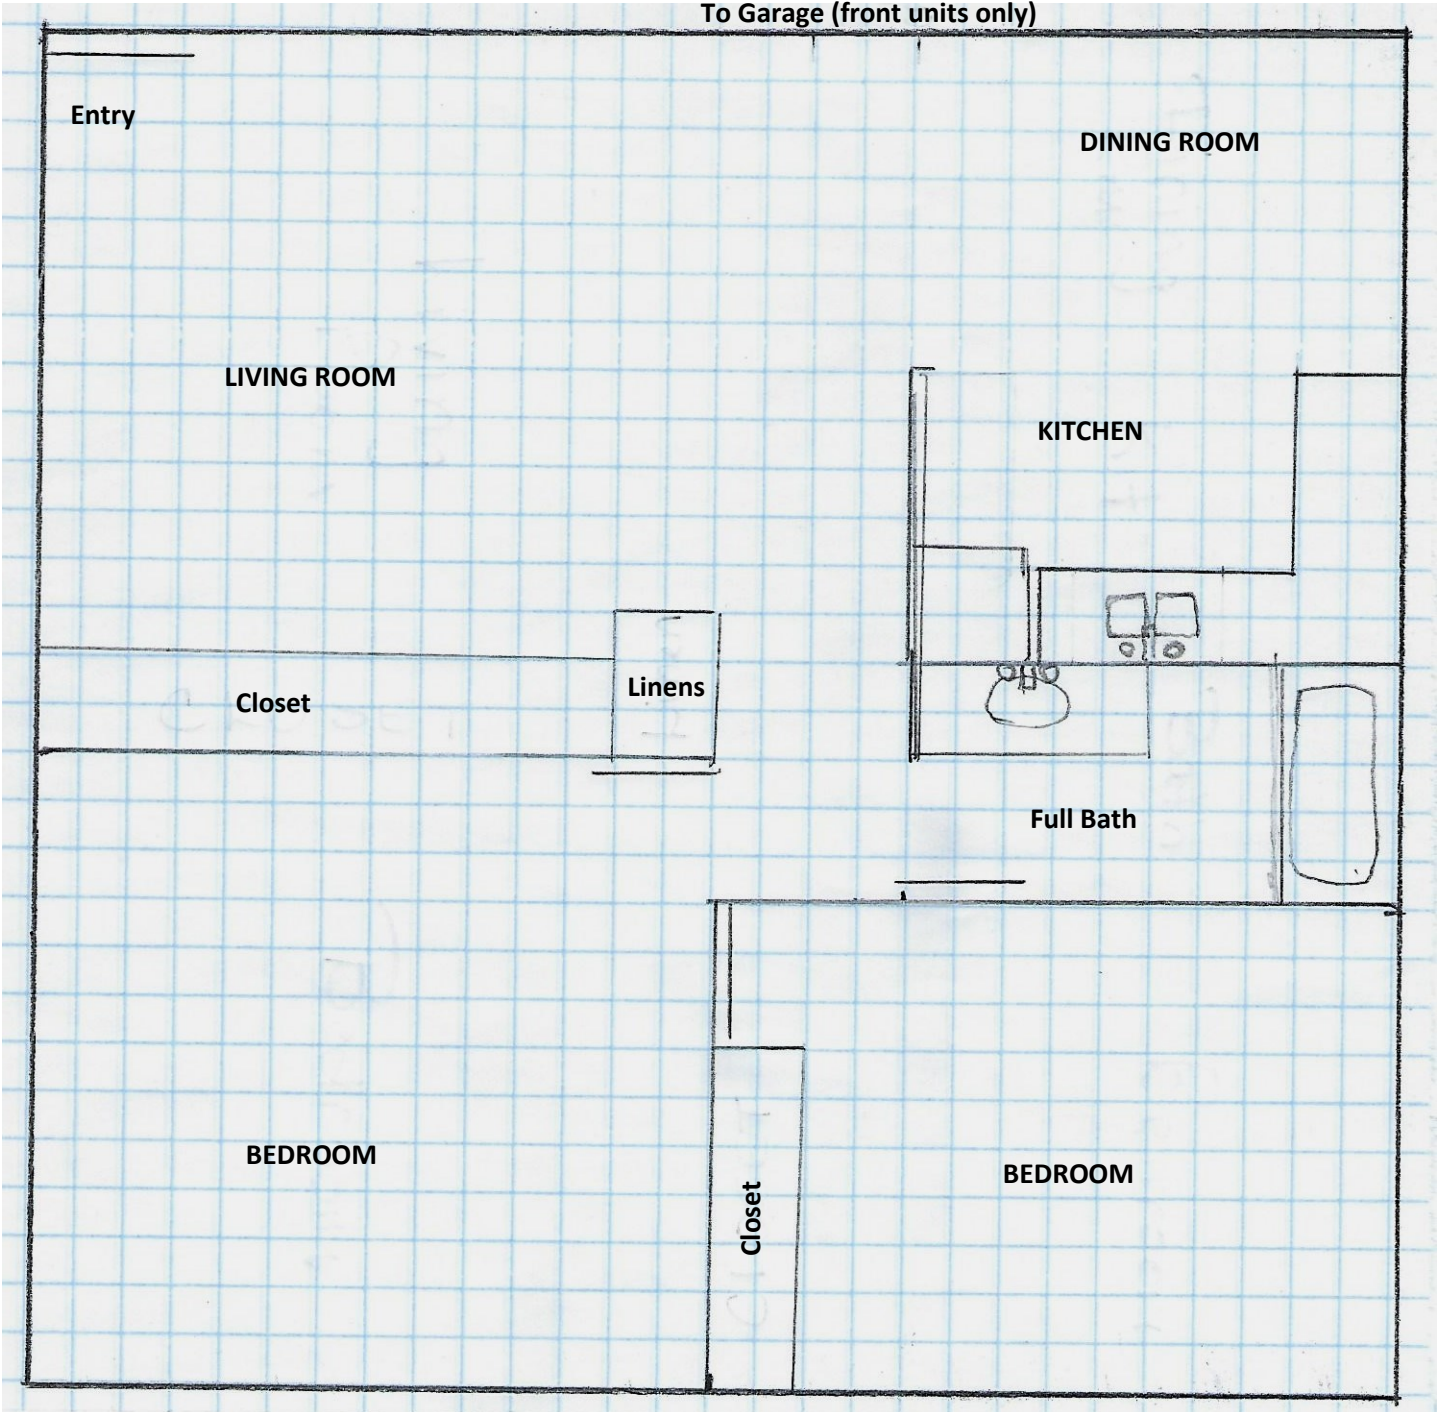 To Garage (front units only)
Entry
DINING ROOM
LIVING ROOM
KITCHEN
Closet
Linens
Full Bath
BEDROOM
BEDROOM
Closet